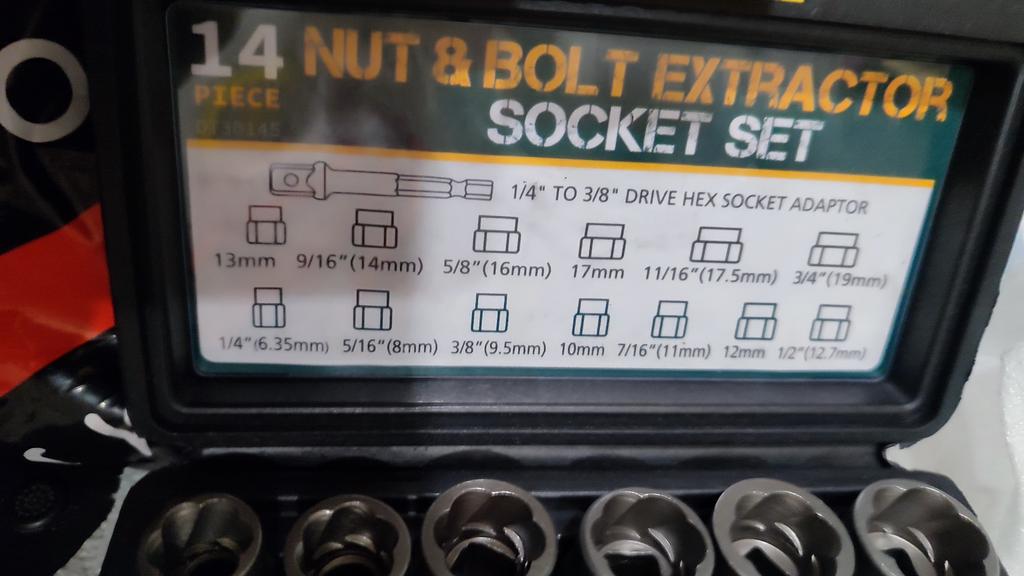 14 NUT & BOLT EXTRACTOR
PIECE SOCKET SET
1/4" TO 3/8" DRIVE HEX SOCKET ADAPTOR
13mm 9/16"(14mm) 5/8"(16mm) 17mm 11/16"(17.5mm) 3/4"(19mm)
1/4"(6.35mm) 5/16"(8mm) 3/8"(9.5mm) 10mm 7/16"(11mm) 12mm 1/2"(12.7mm)